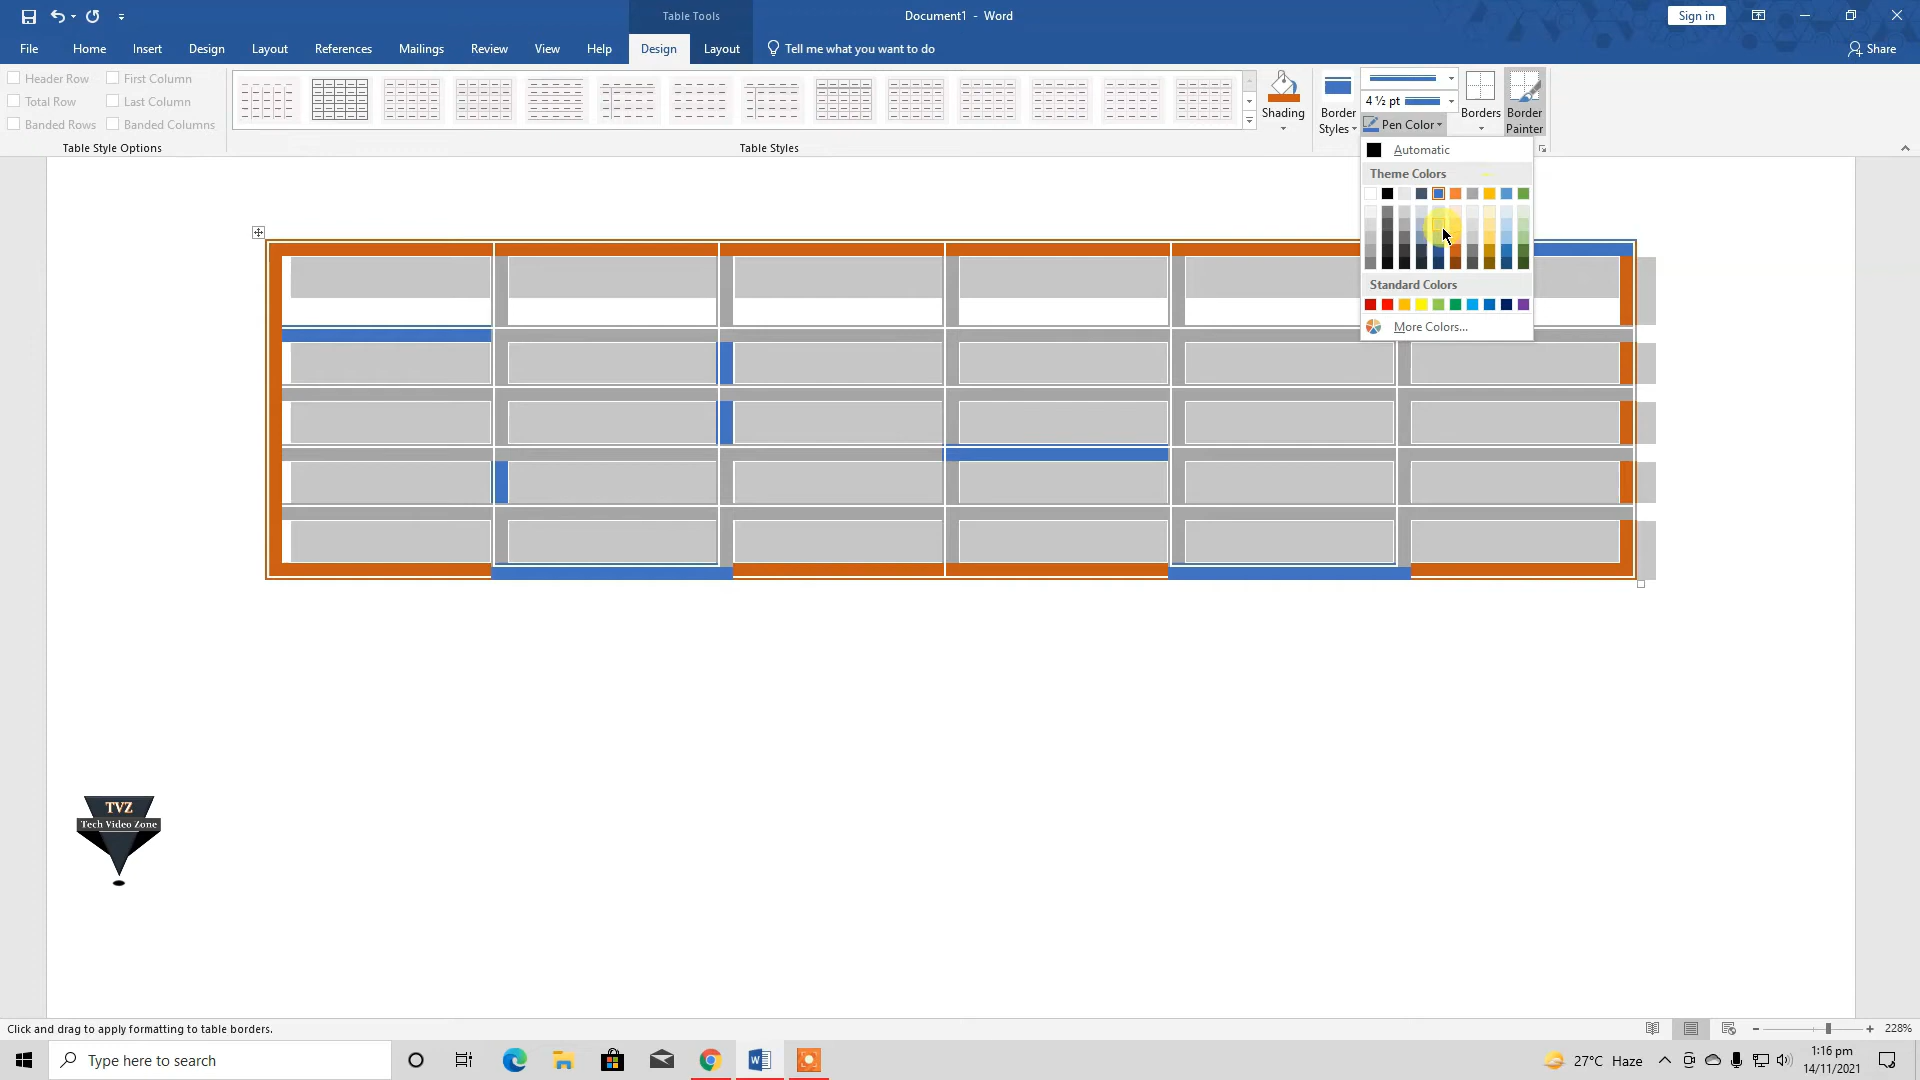 Table Tools
Document1 - Word
Sign in
File Home Insert Design Layout References Mailings Review View Help Design Layout Tell me what you want to do
Share
Header Row First Column
Total Row Last Column
Banded Rows Banded Columns
Table Style Options
Table Styles
Shading
Border Styles
4 ½ pt
Pen Color
Borders
Border Painter
Automatic
Theme Colors
Standard Colors
More Colors...
TVZ
Tech Video Zone
Click and drag to apply formatting to table borders.
228%
Type here to search
27°C Haze
1:16 pm
14/11/2021